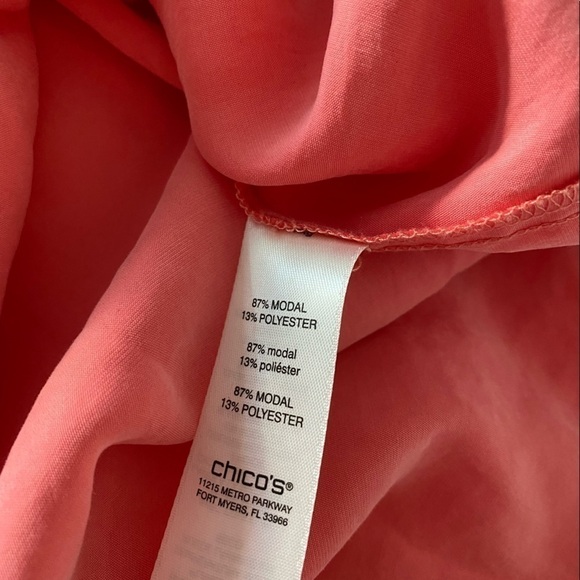 87% MODAL
13% POLYESTER
87% modal
13% poliéster
87% MODAL
13% POLYESTER
chico's®
11215 METRO PARKWAY
FORT MYERS, FL 33966